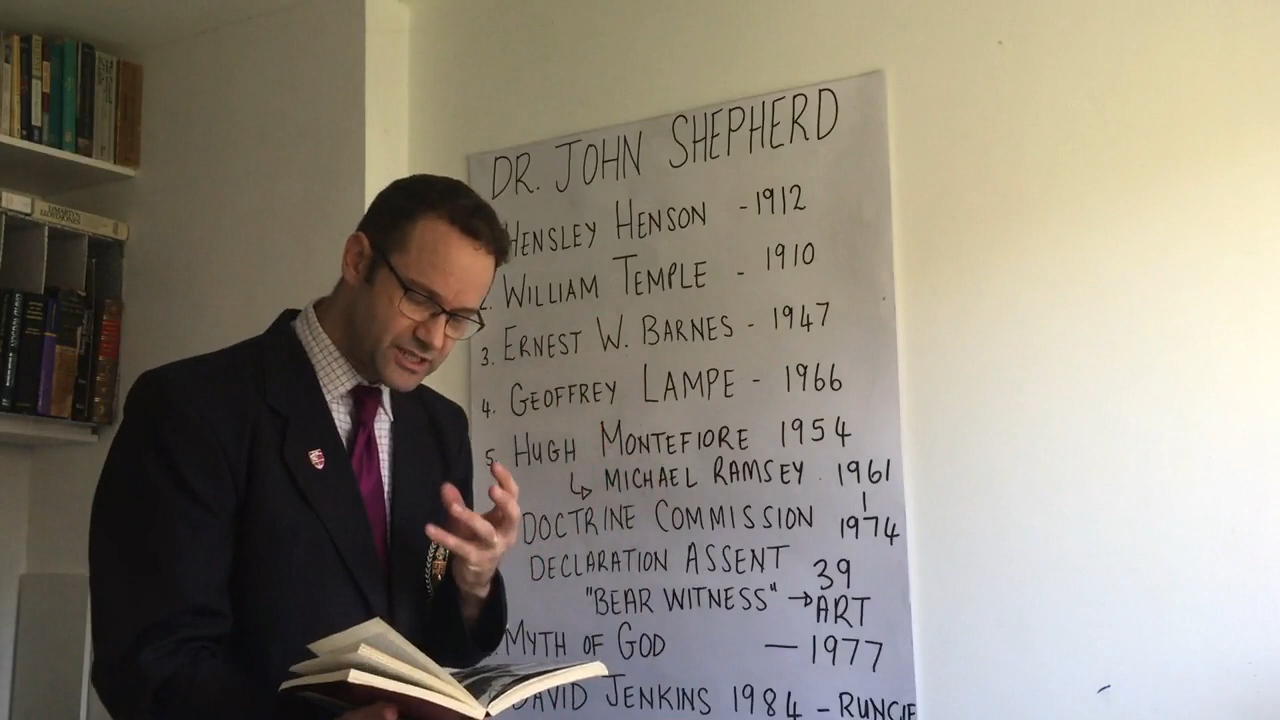 DR. JOHN SHEPHERD
HENSLEY HENSON - 1912
2. WILLIAM TEMPLE - 1910
3. ERNEST W. BARNES - 1947
4. GEOFFREY LAMPE - 1966
5. HUGH MONTEFIORE 1954
↳ MICHAEL RAMSEY 1961
DOCTRINE COMMISSION | 1974
DECLARATION ASSENT
"BEAR WITNESS" → 39 ART
MYTH OF GOD — 1977
DAVID JENKINS 1984 - RUNCIE